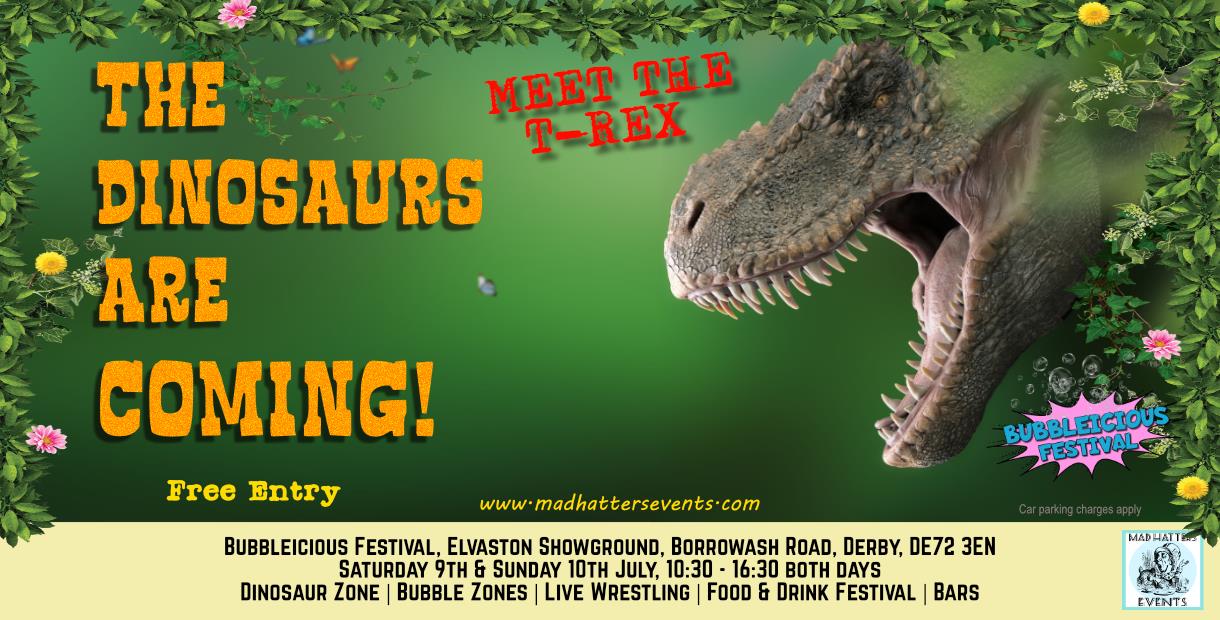 THE
DINOSAURS
ARE
COMING!
MEET THE
T-REX
BUBBLEICIOUS
FESTIVAL
Free Entry
www.madhattersevents.com
Car parking charges apply
BUBBLEICIOUS FESTIVAL, ELVASTON SHOWGROUND, BORROWASH ROAD, DERBY, DE72 3EN
SATURDAY 9TH & SUNDAY 10TH JULY, 10:30 - 16:30 BOTH DAYS
DINOSAUR ZONE | BUBBLE ZONES | LIVE WRESTLING | FOOD & DRINK FESTIVAL | BARS
MAD HATTERS
EVENTS